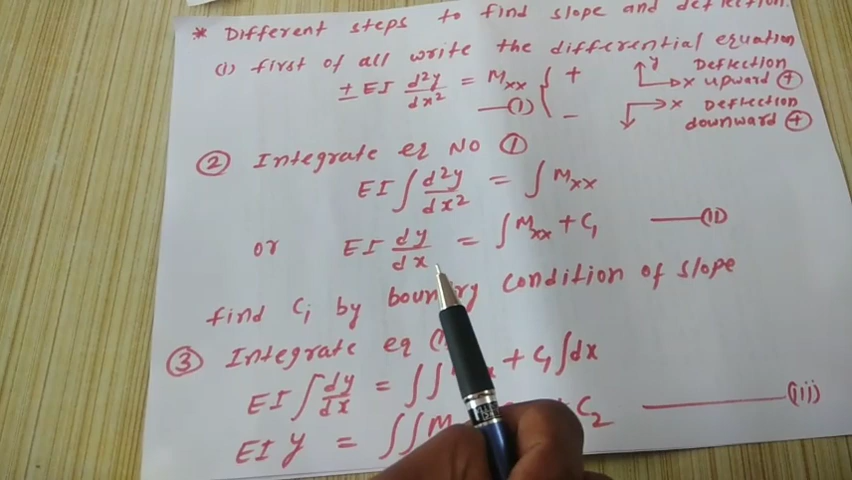 * Different steps to find slope and deflection.
(i) first of all write the differential equation
± EI d²y/dx² = Mxx { + y Deflection
x upward (+)
(1) − x Deflection
downward (+)
② Integrate eq No ①
EI ∫ d²y/dx² = ∫ Mxx
or EI dy/dx = ∫ Mxx + C₁ (11)
find C₁ by boundry condition of slope
③ Integrate eq
EI ∫ dy/dx = ∫∫ + C₁ ∫dx
EI y = ∫∫ M + C₂ (iii)